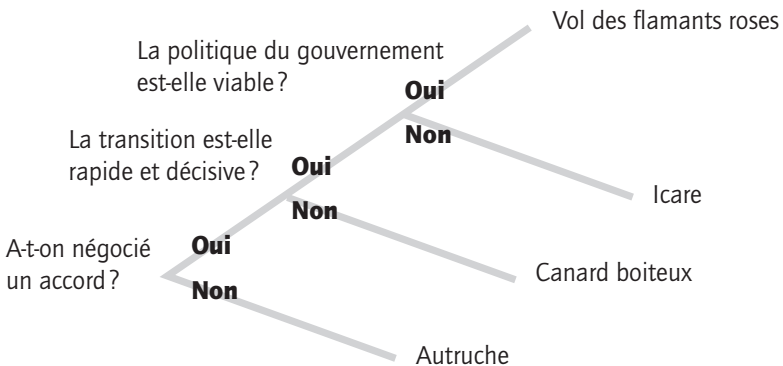 Vol des flamants roses
La politique du gouvernement
est-elle viable ?
Oui
Non
La transition est-elle
rapide et décisive ?
Oui
Non
Icare
A-t-on négocié
un accord ?
Oui
Non
Canard boiteux
Autruche